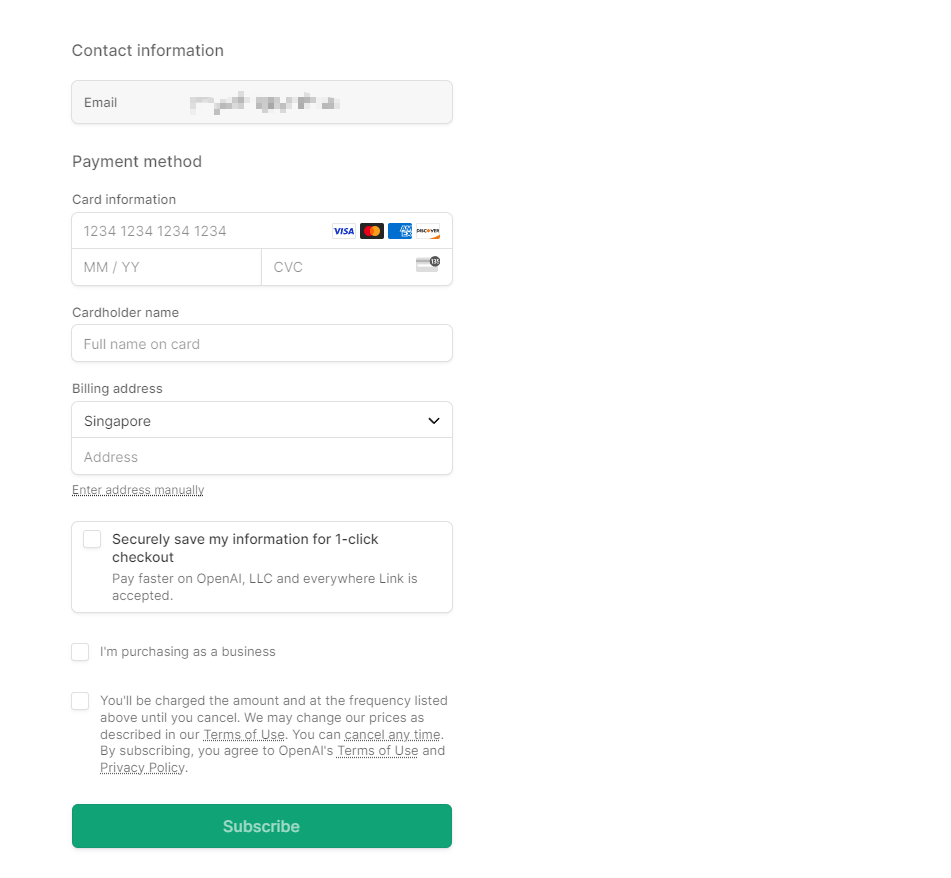 Contact information
Email
Payment method
Card information
1234 1234 1234 1234 VISA AMEX DISCOVER
MM / YY CVC 135
Cardholder name
Full name on card
Billing address
Singapore
Address
Enter address manually
Securely save my information for 1-click
checkout
Pay faster on OpenAI, LLC and everywhere Link is
accepted.
I'm purchasing as a business
You'll be charged the amount and at the frequency listed
above until you cancel. We may change our prices as
described in our Terms of Use. You can cancel any time.
By subscribing, you agree to OpenAI's Terms of Use and
Privacy Policy.
Subscribe